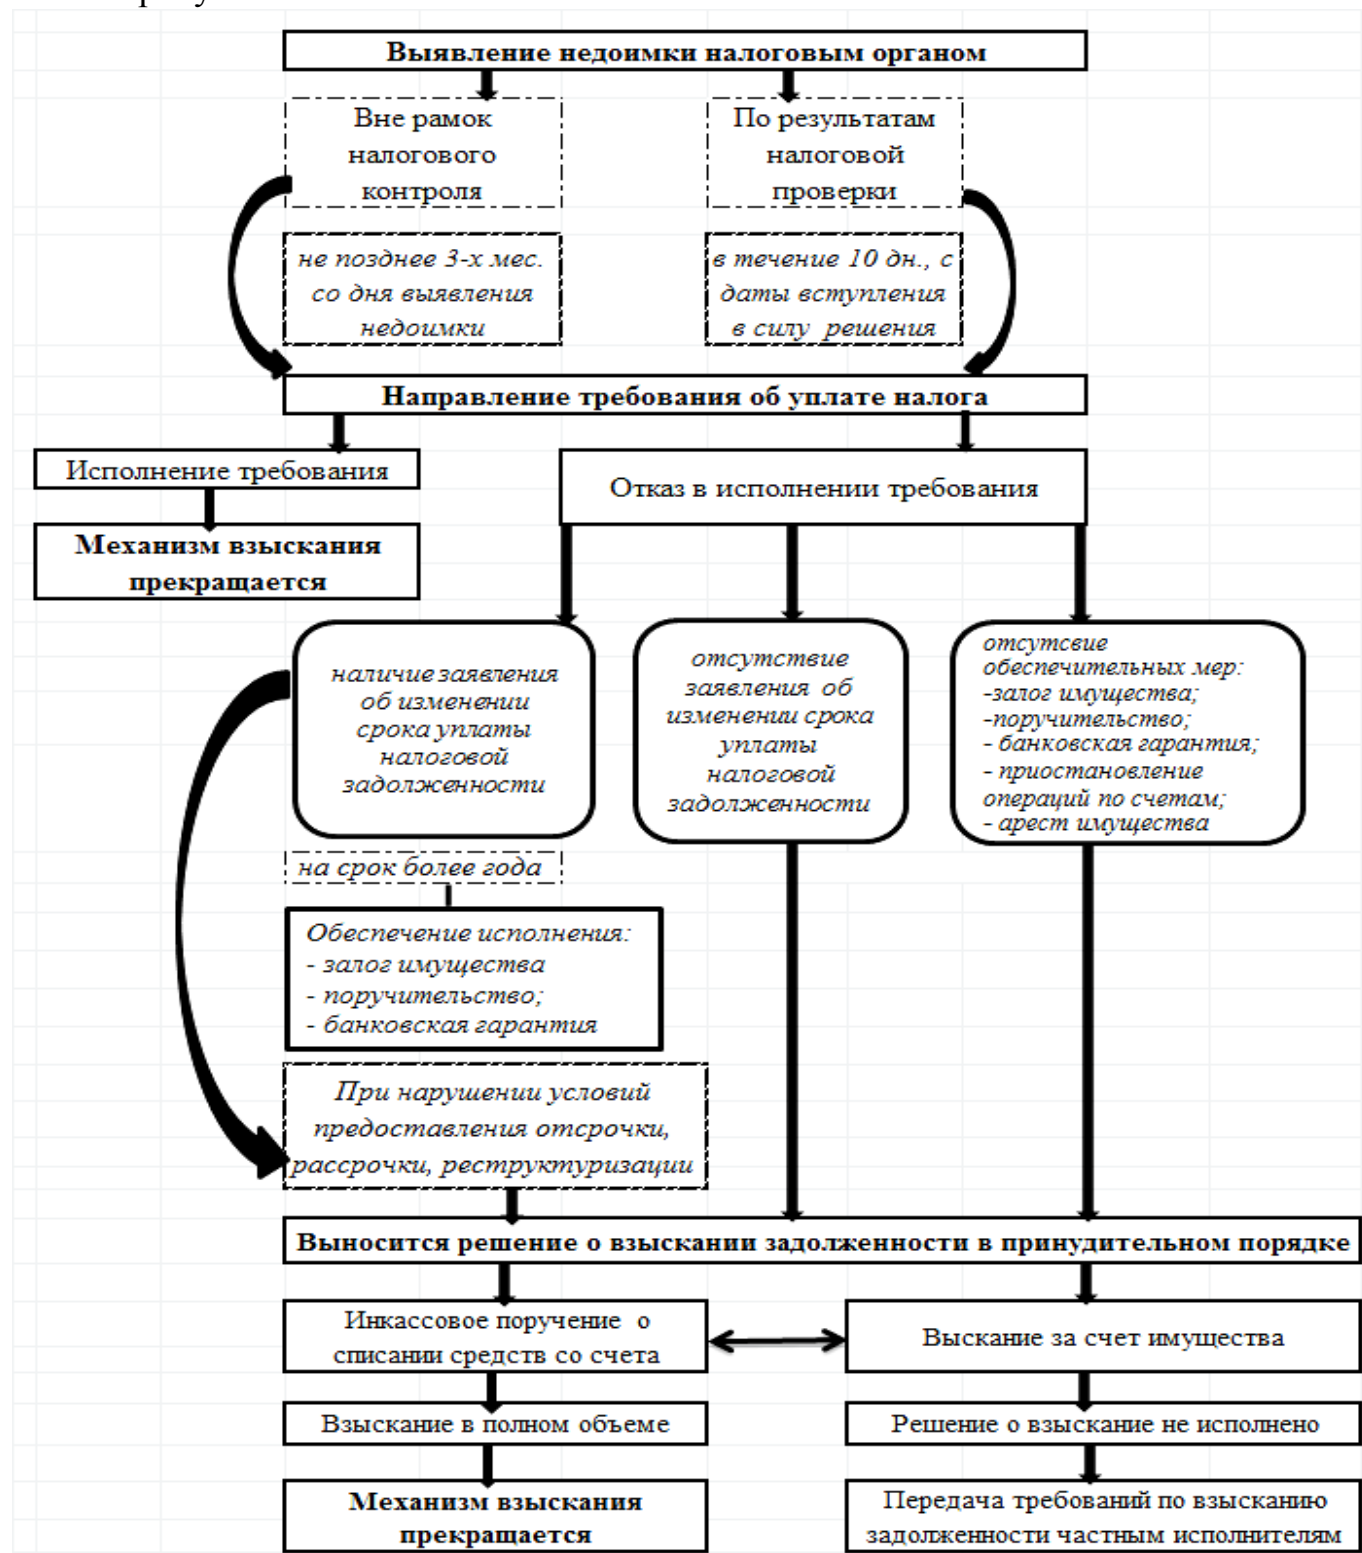 Выявление недоимки налоговым органом
Вне рамок
налогового
контроля
По результатам
налоговой
проверки
не позднее 3-х мес.
со дня выявления
недоимки
в течение 10 дн., с
даты вступления
в силу решения
Направление требования об уплате налога
Исполнение требования
Отказ в исполнении требования
Механизм взыскания
прекращается
наличие заявления
об изменении
срока уплаты
налоговой
задолженности
отсутствие
заявления об
изменении срока
уплаты
налоговой
задолженности
отсутсвие
обеспечительных мер:
-залог имущества;
-поручительство;
- банковская гарантия;
- приостановление
операций по счетам;
- арест имущества
на срок более года
Обеспечение исполнения:
- залог имущества
- поручительство;
- банковская гарантия
При нарушении условий
предоставления отсрочки,
рассрочки, реструктуризации
Выносится решение о взыскании задолженности в принудительном порядке
Инкассовое поручение о
списании средств со счета
Выскание за счет имущества
Взыскание в полном объеме
Решение о взыскание не исполнено
Механизм взыскания
прекращается
Передача требований по взысканию
задолженности частным исполнителям